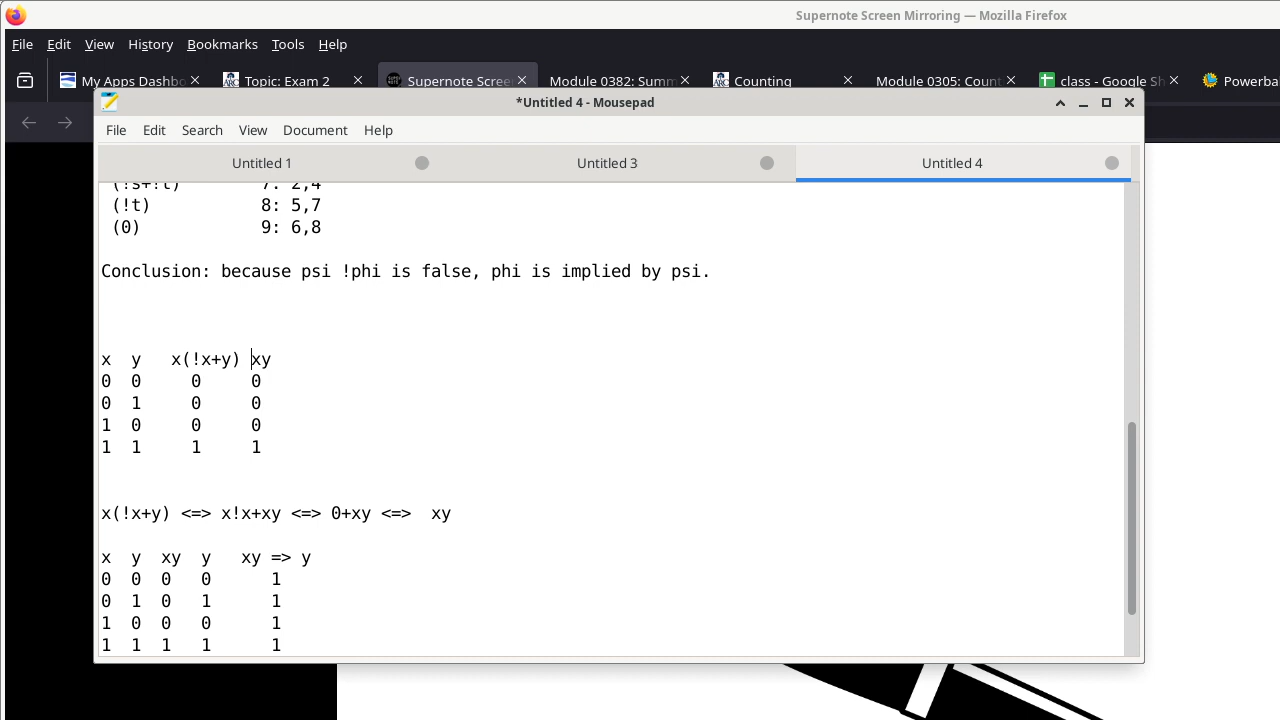 Supernote Screen Mirroring — Mozilla Firefox
File Edit View History Bookmarks Tools Help
My Apps Dashbo Topic: Exam 2 Supernote Scree Module 0382: Summ Counting Module 0305: Count class - Google Sh Powerba
*Untitled 4 - Mousepad
File Edit Search View Document Help
Untitled 1 Untitled 3 Untitled 4
(!s+!t) 7: 2,4
(!t) 8: 5,7
(0) 9: 6,8
Conclusion: because psi !phi is false, phi is implied by psi.
x y x(!x+y) xy
0 0 0 0
0 1 0 0
1 0 0 0
1 1 1 1
x(!x+y) <=> x!x+xy <=> 0+xy <=> xy
x y xy y xy => y
0 0 0 0 1
0 1 0 1 1
1 0 0 0 1
1 1 1 1 1